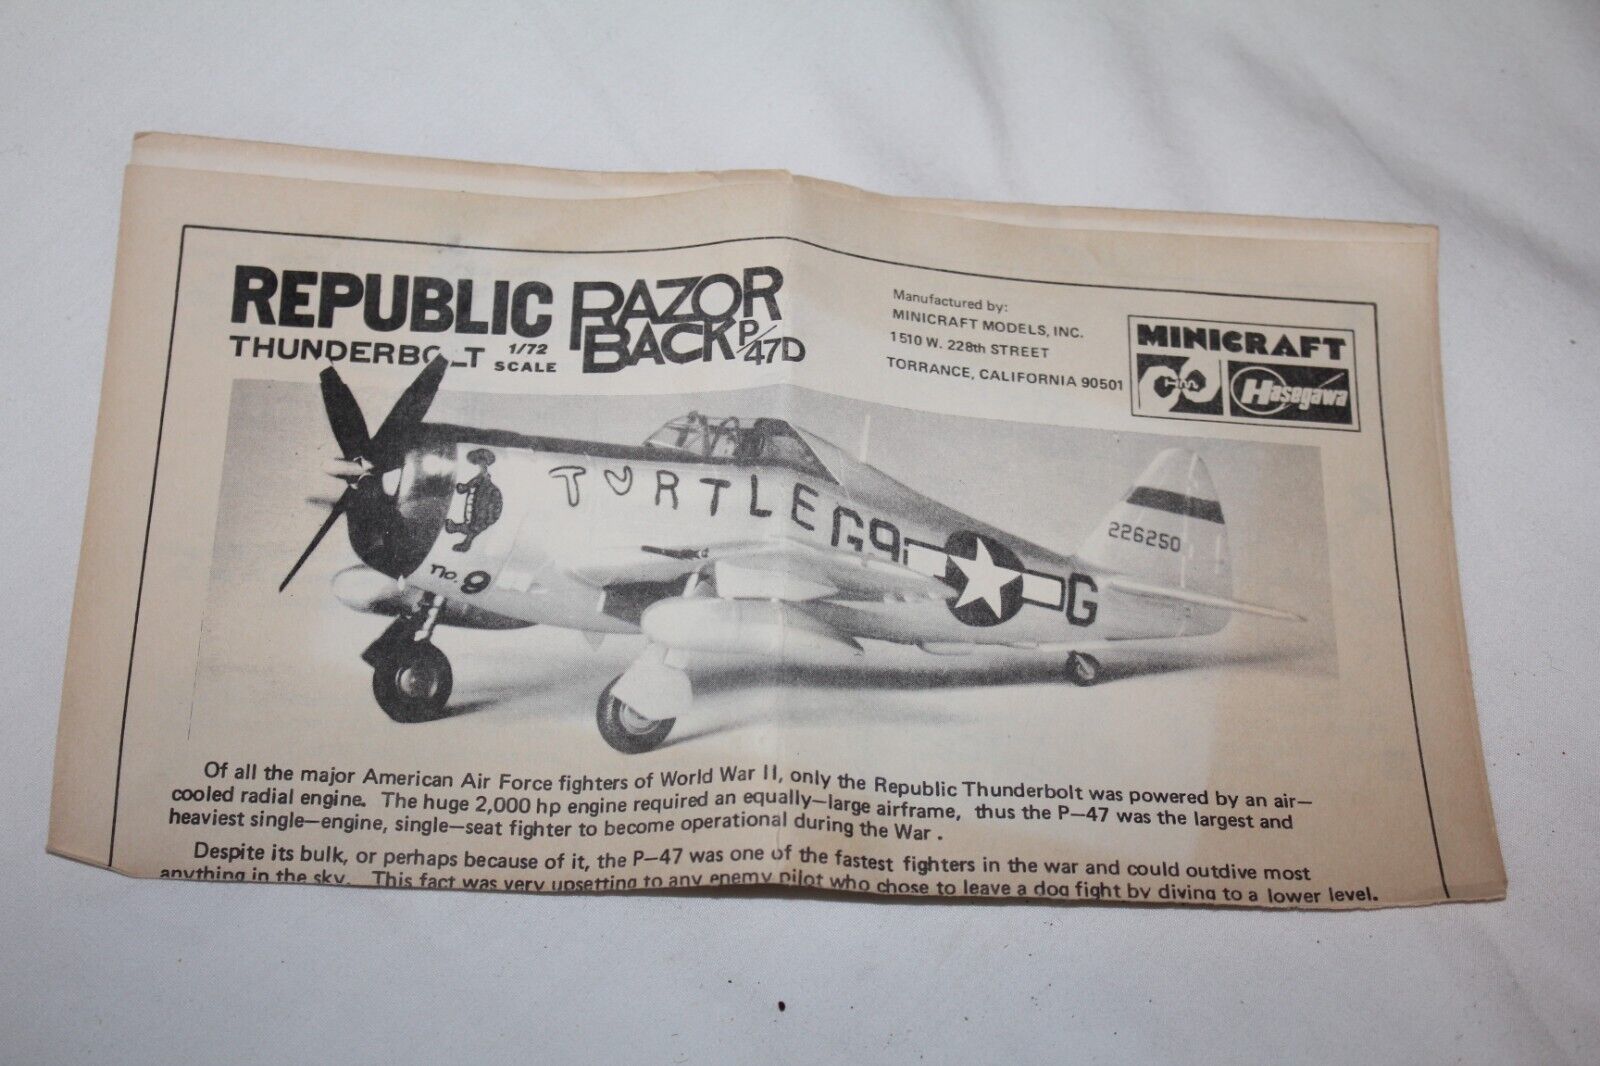 REPUBLIC
THUNDERBOLT 1/72 SCALE
RAZOR BACK P/47D
Manufactured by:
MINICRAFT MODELS, INC.
1510 W. 228th STREET
TORRANCE, CALIFORNIA 90501
MINICRAFT
HM
Hasegawa
TURTLE
G9
G
226250
no. 9
Of all the major American Air Force fighters of World War II, only the Republic Thunderbolt was powered by an air—
cooled radial engine. The huge 2,000 hp engine required an equally—large airframe, thus the P—47 was the largest and
heaviest single—engine, single—seat fighter to become operational during the War.
Despite its bulk, or perhaps because of it, the P—47 was one of the fastest fighters in the war and could outdive most
anything in the sky. This fact was very upsetting to any enemy pilot who chose to leave a dog fight by diving to a lower level.